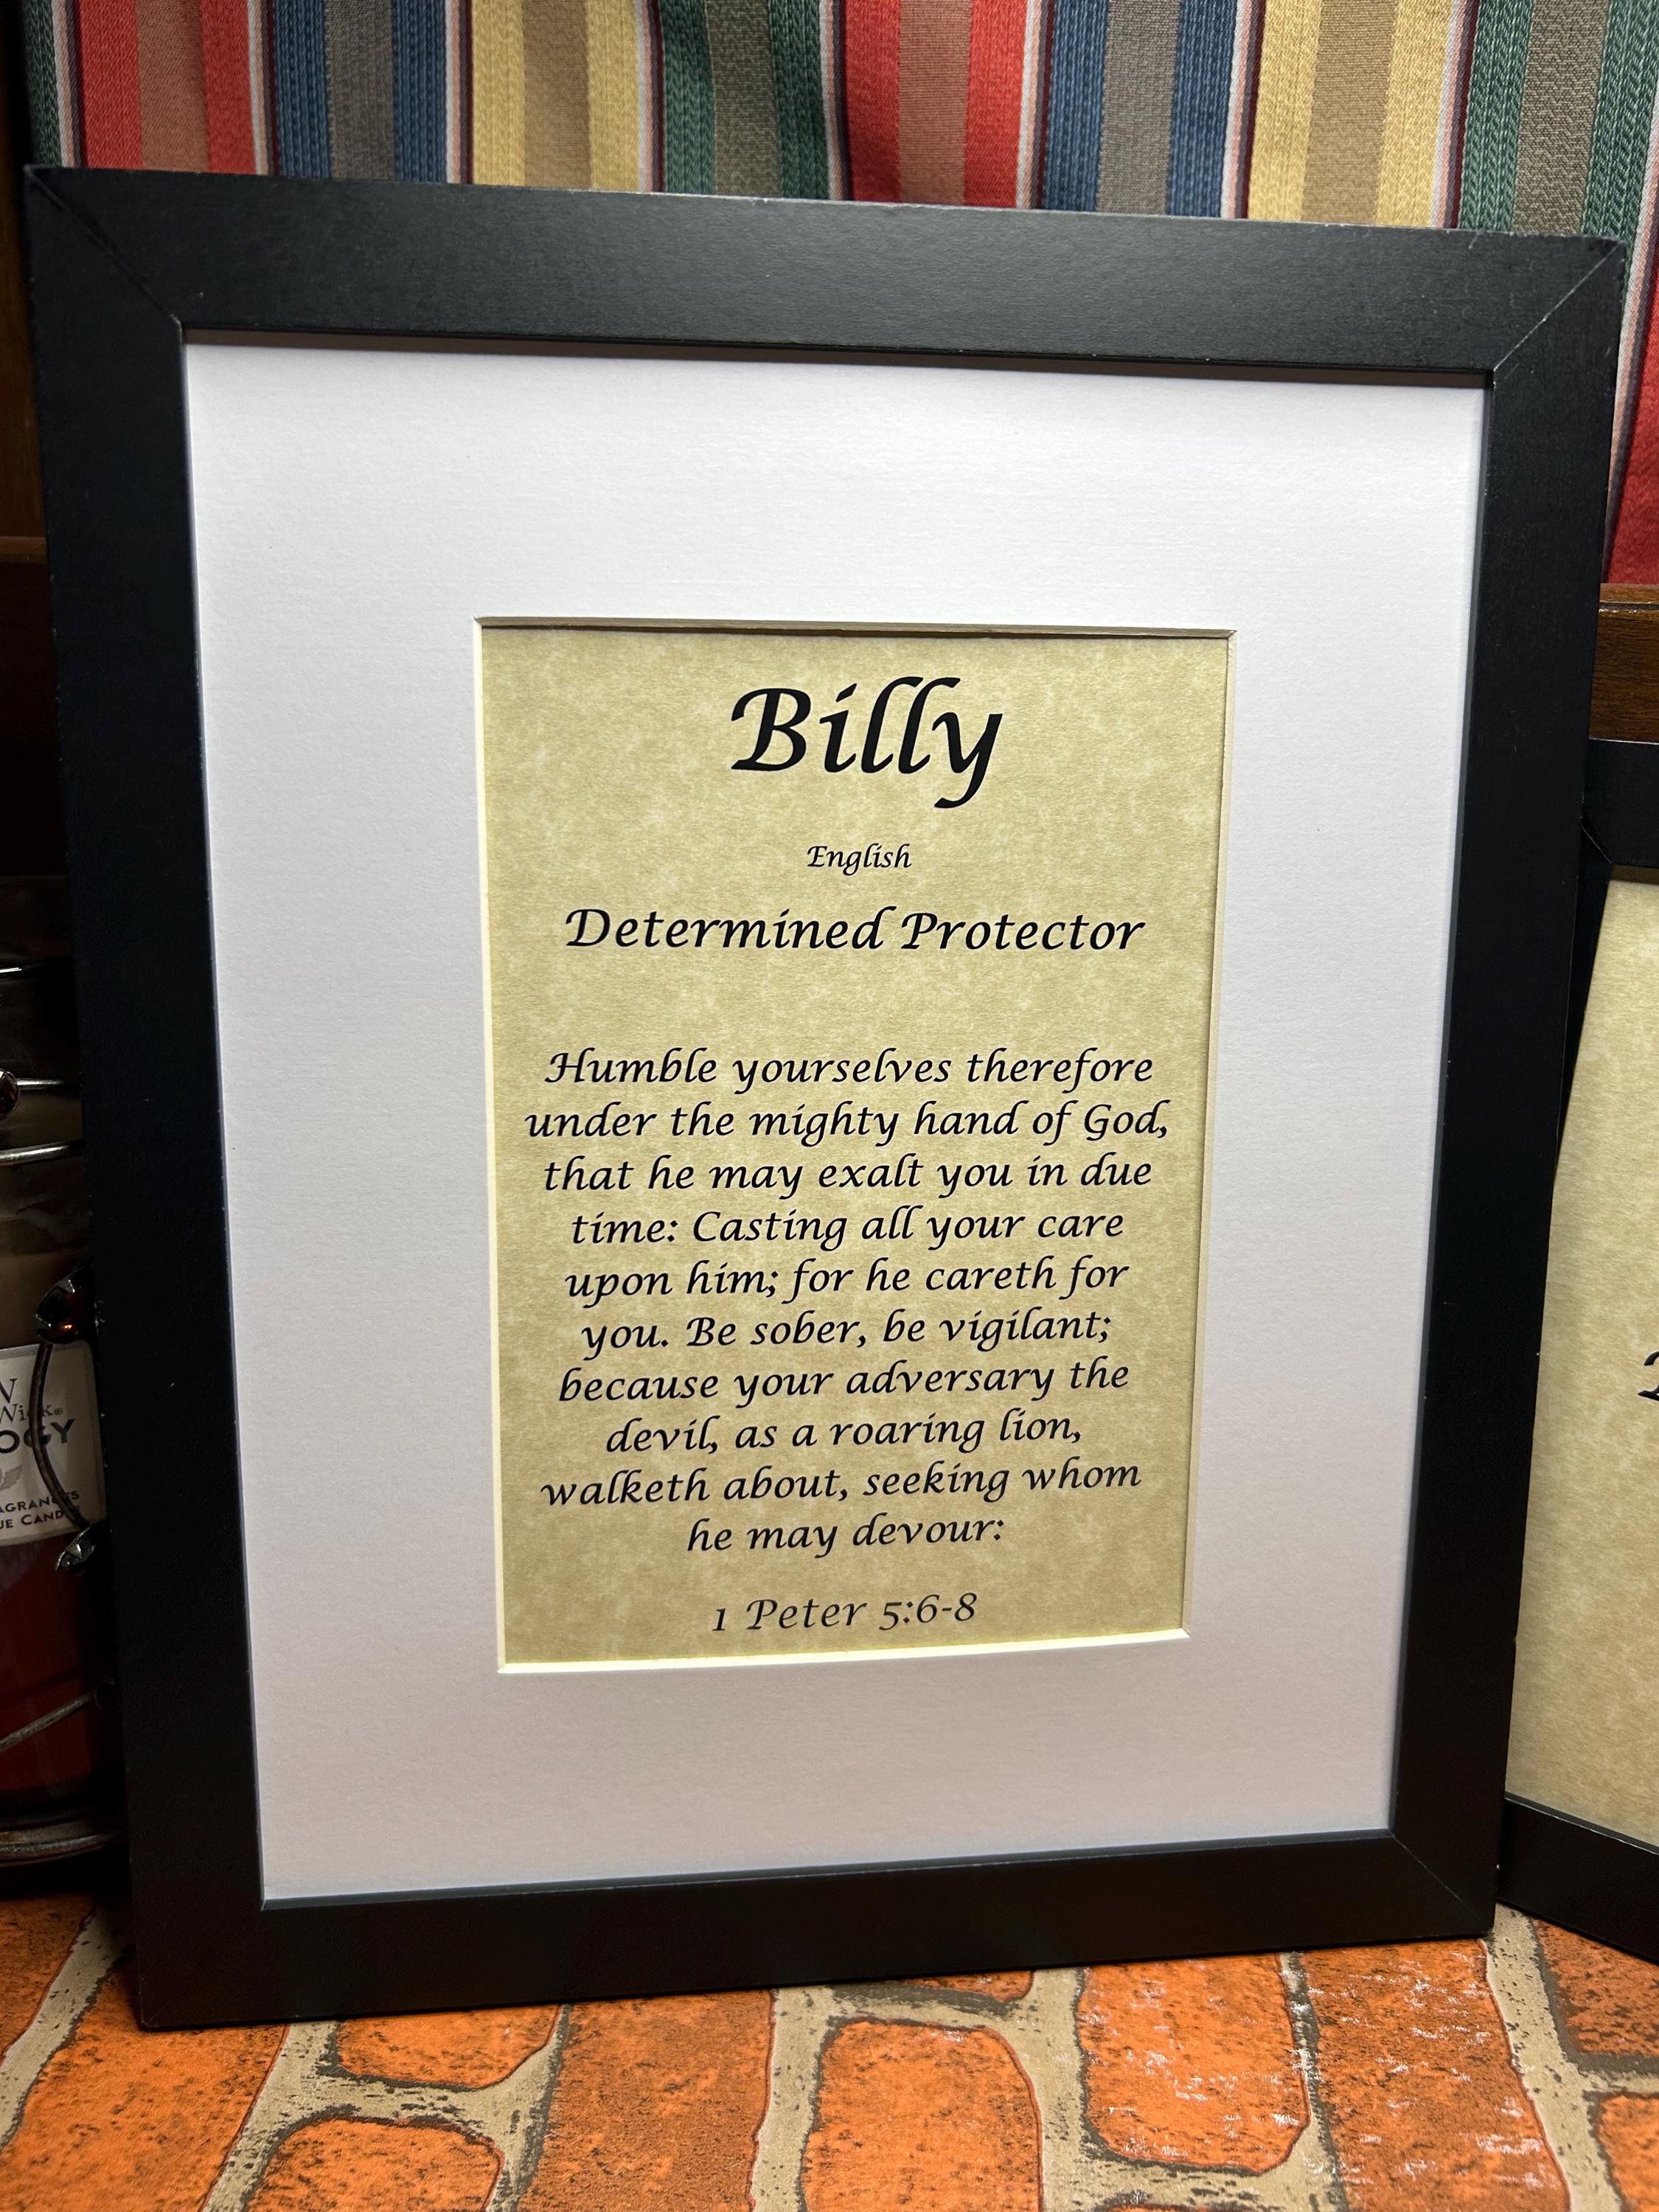 Billy
English
Determined Protector
Humble yourselves therefore
under the mighty hand of God,
that he may exalt you in due
time: Casting all your care
upon him; for he careth for
you. Be sober, be vigilant;
because your adversary the
devil, as a roaring lion,
walketh about, seeking whom
he may devour:
1 Peter 5:6-8